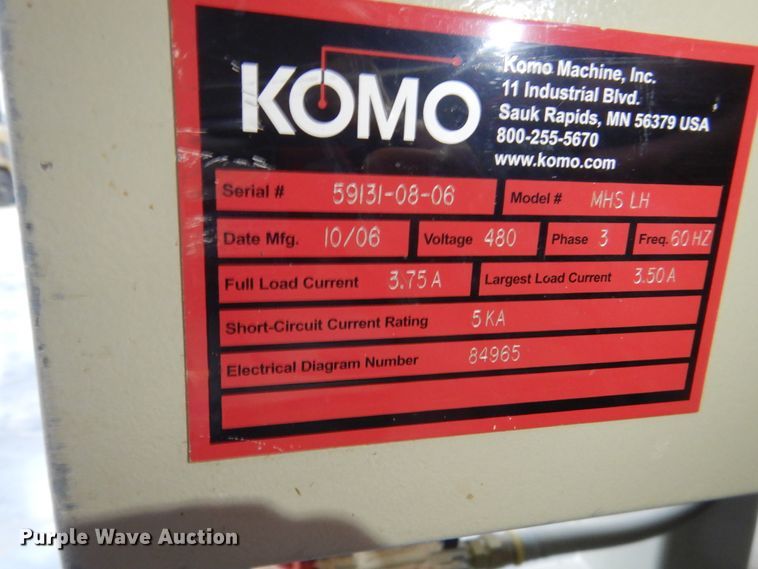 KOMO
Komo Machine, Inc.
11 Industrial Blvd.
Sauk Rapids, MN 56379 USA
800-255-5670
www.komo.com
Serial # 59131-08-06 Model # MHS LH
Date Mfg. 10/06 Voltage 480 Phase 3 Freq. 60 HZ
Full Load Current 3.75 A Largest Load Current 3.50 A
Short-Circuit Current Rating 5 KA
Electrical Diagram Number 84965
Purple Wave Auction